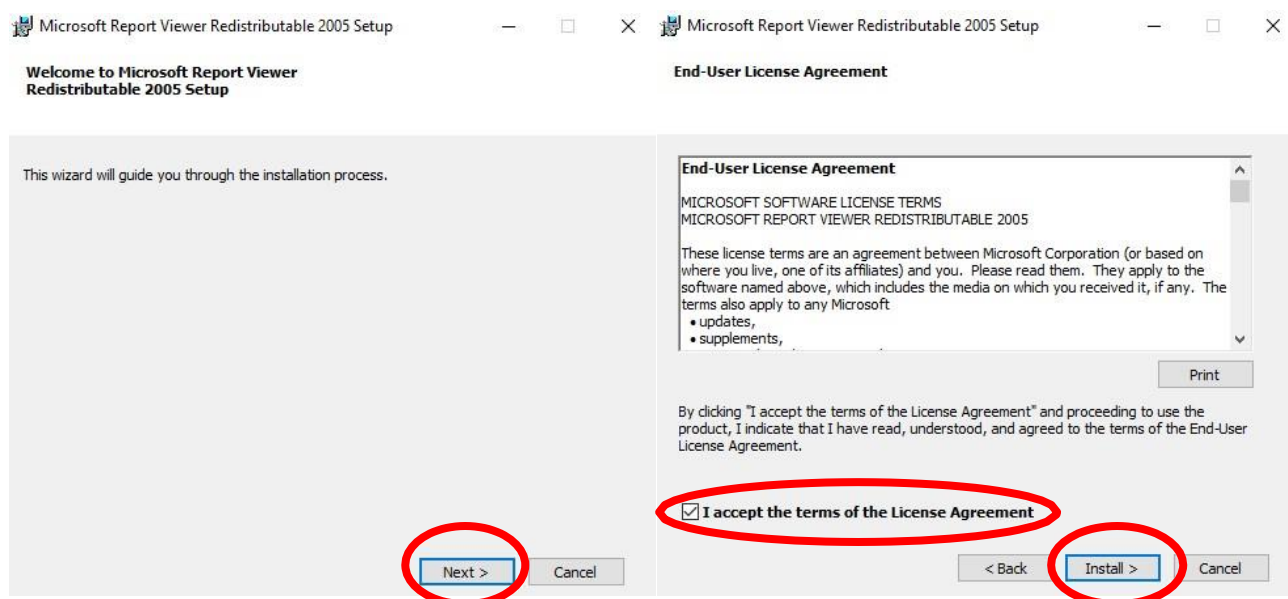 Microsoft Report Viewer Redistributable 2005 Setup
Welcome to Microsoft Report Viewer
Redistributable 2005 Setup
This wizard will guide you through the installation process.
Next >
Cancel
Microsoft Report Viewer Redistributable 2005 Setup
End-User License Agreement
End-User License Agreement
MICROSOFT SOFTWARE LICENSE TERMS
MICROSOFT REPORT VIEWER REDISTRIBUTABLE 2005
These license terms are an agreement between Microsoft Corporation (or based on
where you live, one of its affiliates) and you. Please read them. They apply to the
software named above, which includes the media on which you received it, if any. The
terms also apply to any Microsoft
• updates,
• supplements,
Print
By clicking "I accept the terms of the License Agreement" and proceeding to use the
product, I indicate that I have read, understood, and agreed to the terms of the End-User
License Agreement.
I accept the terms of the License Agreement
< Back
Install >
Cancel